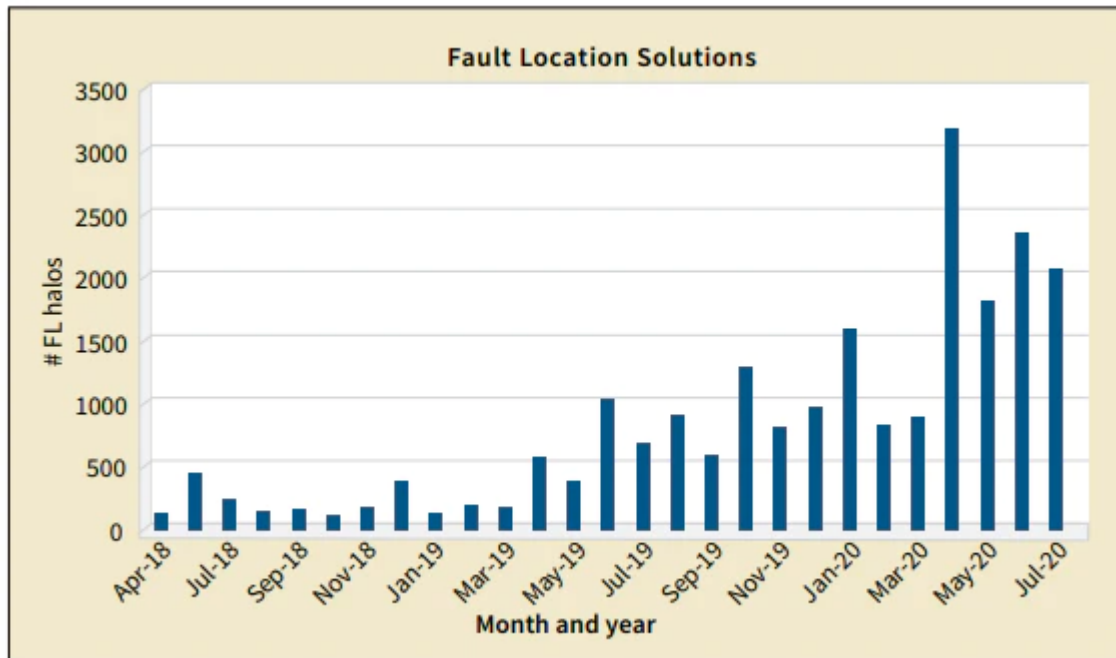 Fault Location Solutions
3500
3000
2500
2000
1500
1000
500
0
# FL halos
Apr-18
Jul-18
Sep-18
Nov-18
Jan-19
Mar-19
May-19
Jul-19
Sep-19
Nov-19
Jan-20
Mar-20
May-20
Jul-20
Month and year